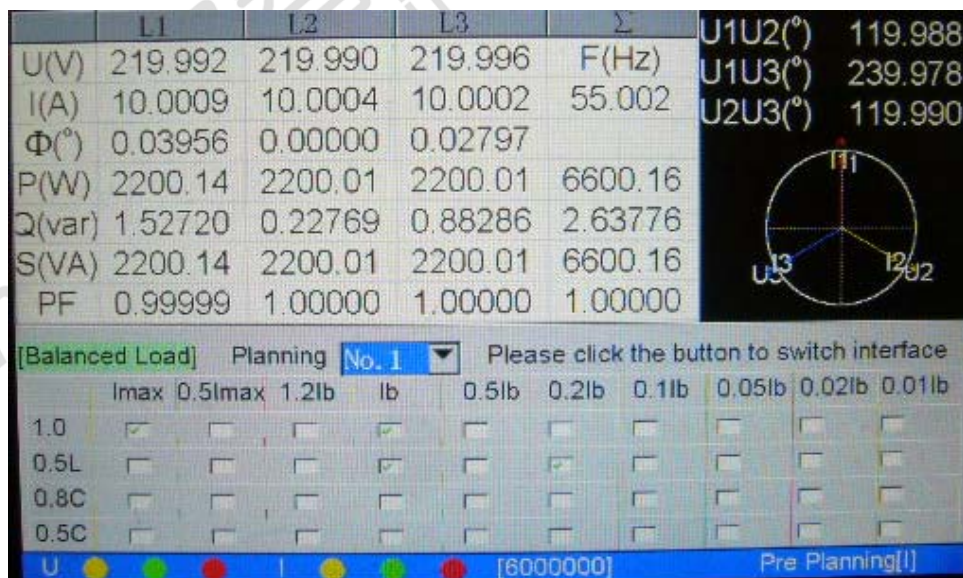 L1 L2 L3 Σ
U(V) 219.992 219.990 219.996 F(Hz)
I(A) 10.0009 10.0004 10.0002 55.002
Φ(°) 0.03956 0.00000 0.02797
P(W) 2200.14 2200.01 2200.01 6600.16
Q(var) 1.52720 0.22769 0.88286 2.63776
S(VA) 2200.14 2200.01 2200.01 6600.16
PF 0.99999 1.00000 1.00000 1.00000
U1U2(°) 119.988
U1U3(°) 239.978
U2U3(°) 119.990
U3 I3 I2 U2
[Balanced Load] Planning No. 1 Please click the button to switch interface
Imax 0.5Imax 1.2Ib Ib 0.5Ib 0.2Ib 0.1Ib 0.05Ib 0.02Ib 0.01Ib
1.0
0.5L
0.8C
0.5C
U I [6000000] Pre Planning[I]